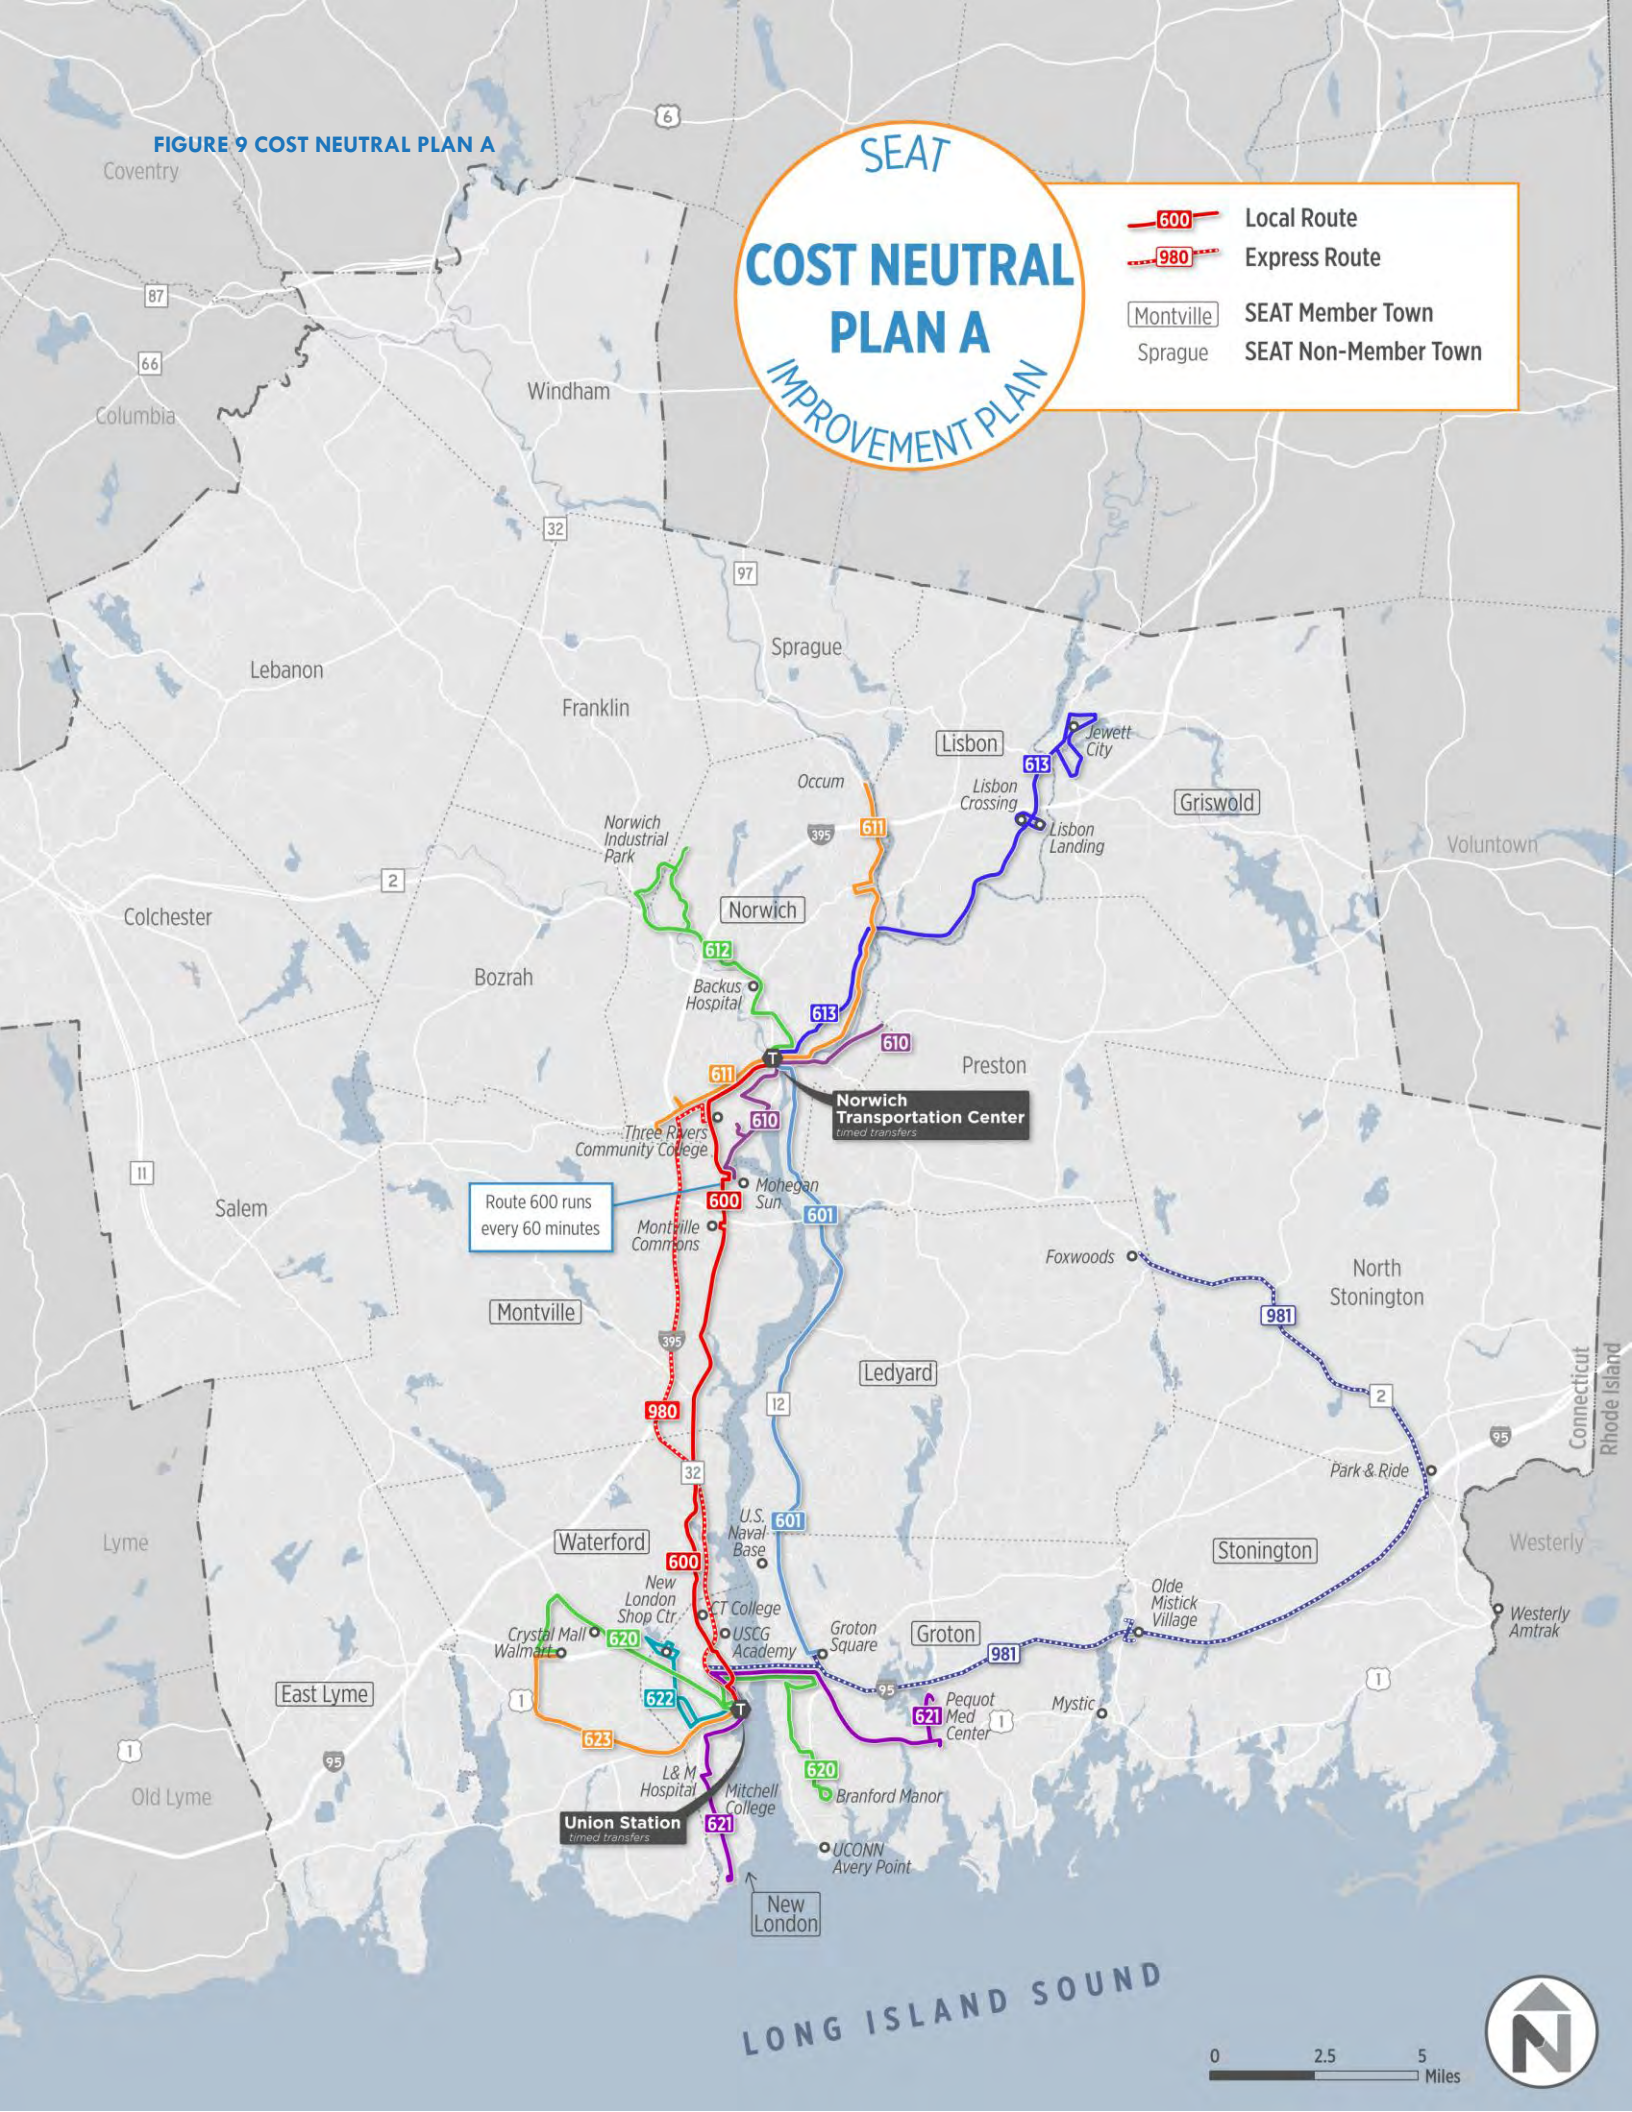 FIGURE 9 COST NEUTRAL PLAN A
6
Coventry
SEAT
COST NEUTRAL
PLAN A
IMPROVEMENT PLAN
600 Local Route
980 Express Route
Montville SEAT Member Town
Sprague SEAT Non-Member Town
87
66
Columbia
Windham
32
97
Sprague
Lebanon
Franklin
Lisbon
Jewett
City
613
Occum
Lisbon
Crossing
Griswold
Norwich
Industrial
Park
395
611
Lisbon
Landing
Voluntown
2
Colchester
Norwich
612
Bozrah
Backus
Hospital
613
610
Preston
611
Norwich
Transportation Center
timed transfers
610
Three Rivers
Community College
11
Salem
Route 600 runs
every 60 minutes
Mohegan
Sun
600
601
Montville
Commons
Foxwoods
North
Stonington
981
Montville
395
Ledyard
Connecticut
Rhode Island
2
12
980
95
32
Park & Ride
U.S.
Naval
Base
601
Lyme
Waterford
Stonington
Westerly
600
New
London
Shop Ctr
Olde
Mistick
Village
CT College
Westerly
Amtrak
Crystal Mall
620
USCG
Academy
Groton
Square
Groton
Walmart
981
1
East Lyme
1
622
95
Pequot
Med
Center
621
1
Mystic
623
1
95
L& M
Hospital
620
Old Lyme
Mitchell
College
Branford Manor
Union Station
timed transfers
621
UCONN
Avery Point
New
London
LONG ISLAND SOUND
N
0 2.5 5
Miles
T
T